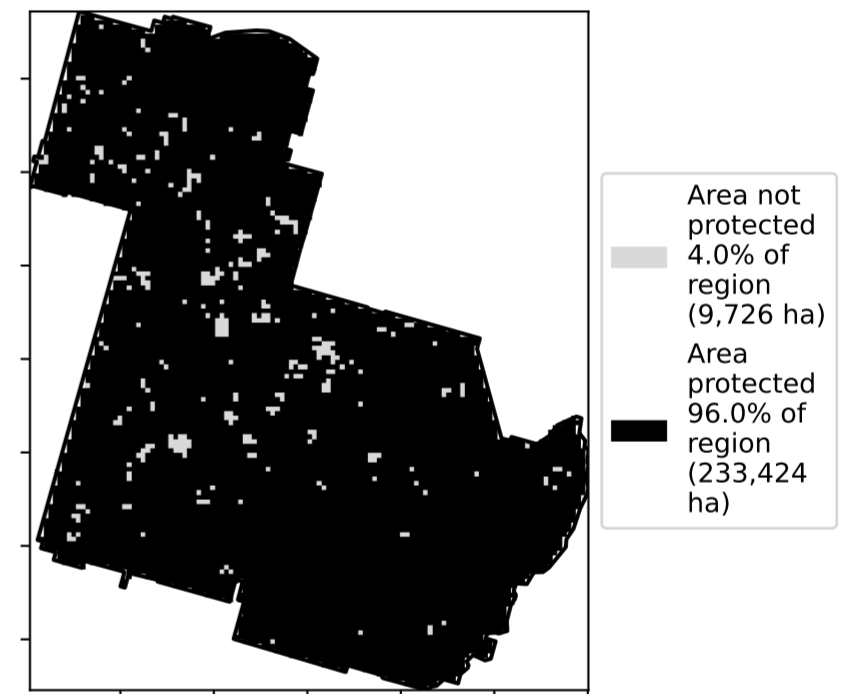 Area not
protected
4.0% of
region
(9,726 ha)
Area
protected
96.0% of
region
(233,424
ha)